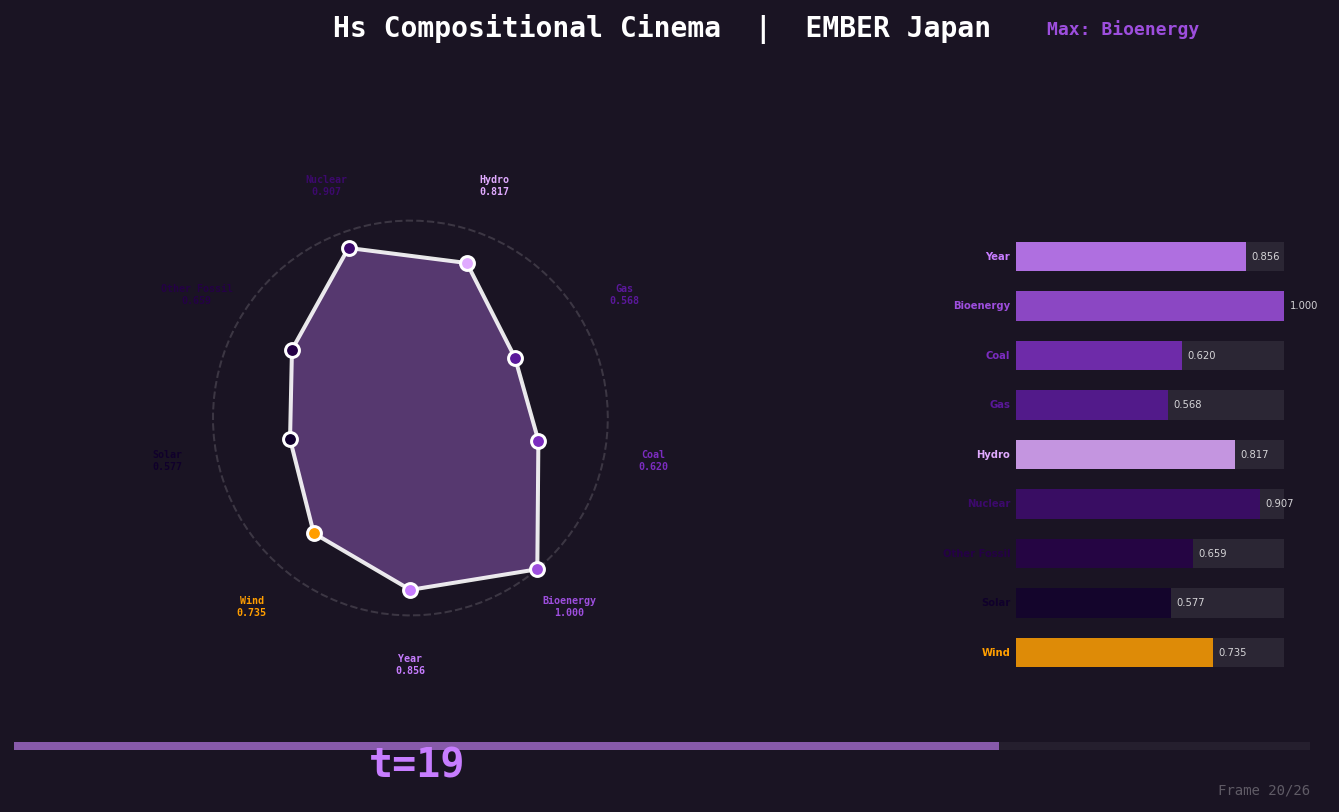 Hs Compositional Cinema | EMBER Japan
Max: Bioenergy
Nuclear
0.907
Hydro
0.817
Other Fossil
0.659
Gas
0.568
Solar
0.577
Coal
0.620
Wind
0.735
Bioenergy
1.000
Year
0.856
Year 0.856
Bioenergy 1.000
Coal 0.620
Gas 0.568
Hydro 0.817
Nuclear 0.907
Other Fossil 0.659
Solar 0.577
Wind 0.735
t=19
Frame 20/26